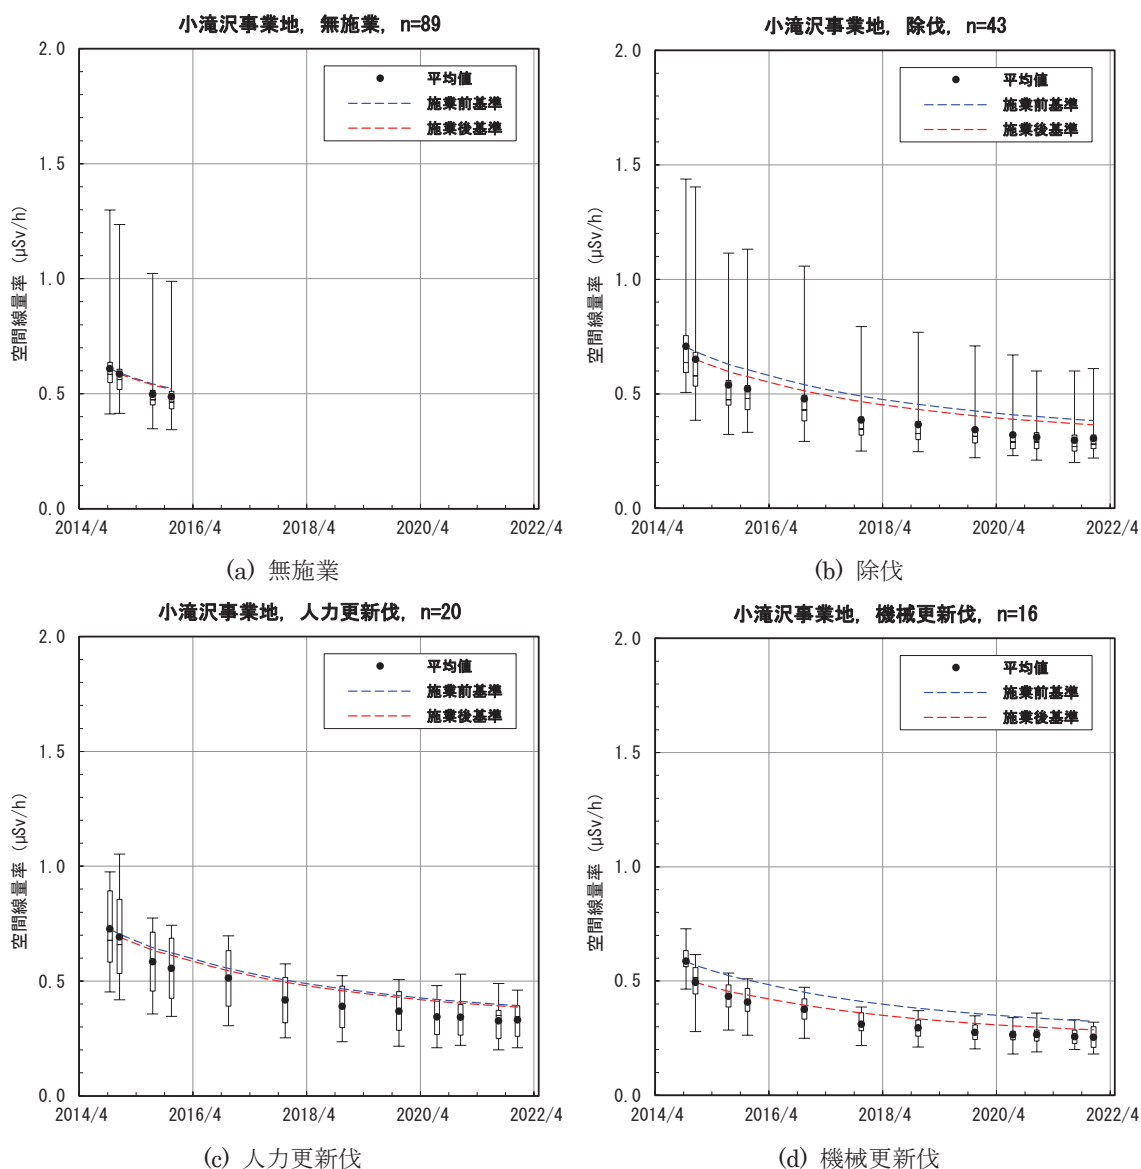 小滝沢事業地, 無施業, n=89
2.0
1.5
1.0
0.5
0.0
空間線量率 (μSv/h)
平均値
施業前基準
施業後基準
2014/4 2016/4 2018/4 2020/4 2022/4
(a) 無施業
小滝沢事業地, 除伐, n=43
2.0
1.5
1.0
0.5
0.0
空間線量率 (μSv/h)
平均値
施業前基準
施業後基準
2014/4 2016/4 2018/4 2020/4 2022/4
(b) 除伐
小滝沢事業地, 人力更新伐, n=20
2.0
1.5
1.0
0.5
0.0
空間線量率 (μSv/h)
平均値
施業前基準
施業後基準
2014/4 2016/4 2018/4 2020/4 2022/4
(c) 人力更新伐
小滝沢事業地, 機械更新伐, n=16
2.0
1.5
1.0
0.5
0.0
空間線量率 (μSv/h)
平均値
施業前基準
施業後基準
2014/4 2016/4 2018/4 2020/4 2022/4
(d) 機械更新伐